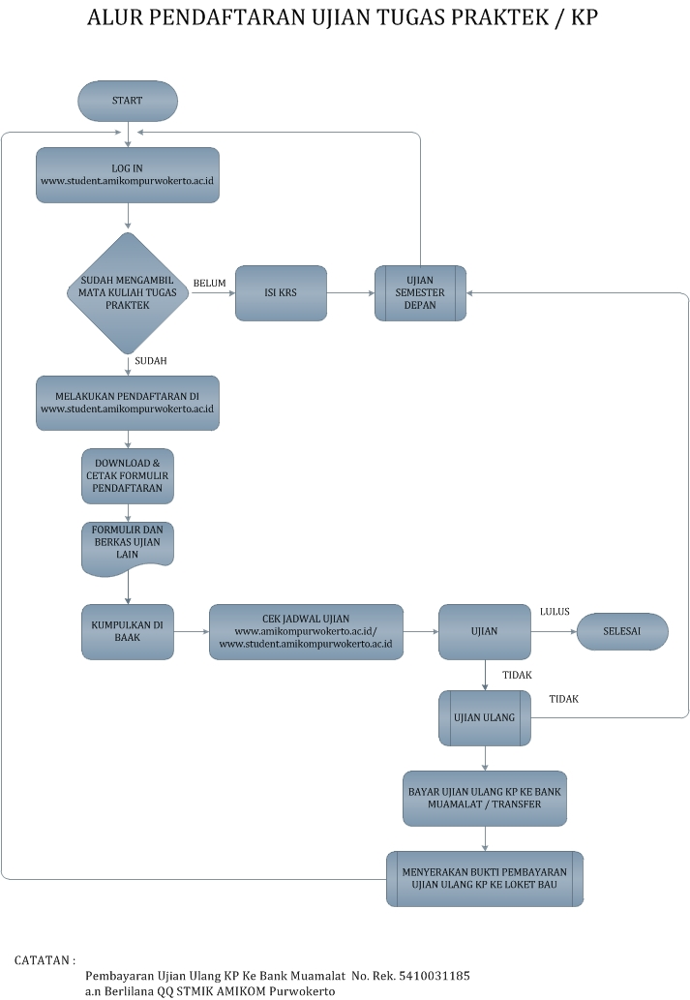 ALUR PENDAFTARAN UJIAN TUGAS PRAKTEK / KP
START
LOG IN
www.student.amikompurwokerto.ac.id
SUDAH MENGAMBIL
MATA KULIAH TUGAS
PRAKTEK
BELUM
ISI KRS
UJIAN
SEMESTER
DEPAN
SUDAH
MELAKUKAN PENDAFTARAN DI
www.student.amikompurwokerto.ac.id
DOWNLOAD &
CETAK FORMULIR
PENDAFTARAN
FORMULIR DAN
BERKAS UJIAN
LAIN
KUMPULKAN DI
BAAK
CEK JADWAL UJIAN
www.amikompurwokerto.ac.id/
www.student.amikompurwokerto.ac.id
UJIAN
LULUS
SELESAI
TIDAK
UJIAN ULANG
TIDAK
BAYAR UJIAN ULANG KP KE BANK
MUAMALAT / TRANSFER
MENYERAKAN BUKTI PEMBAYARAN
UJIAN ULANG KP KE LOKET BAU
CATATAN :
Pembayaran Ujian Ulang KP Ke Bank Muamalat No. Rek. 5410031185
a.n Berlilana QQ STMIK AMIKOM Purwokerto